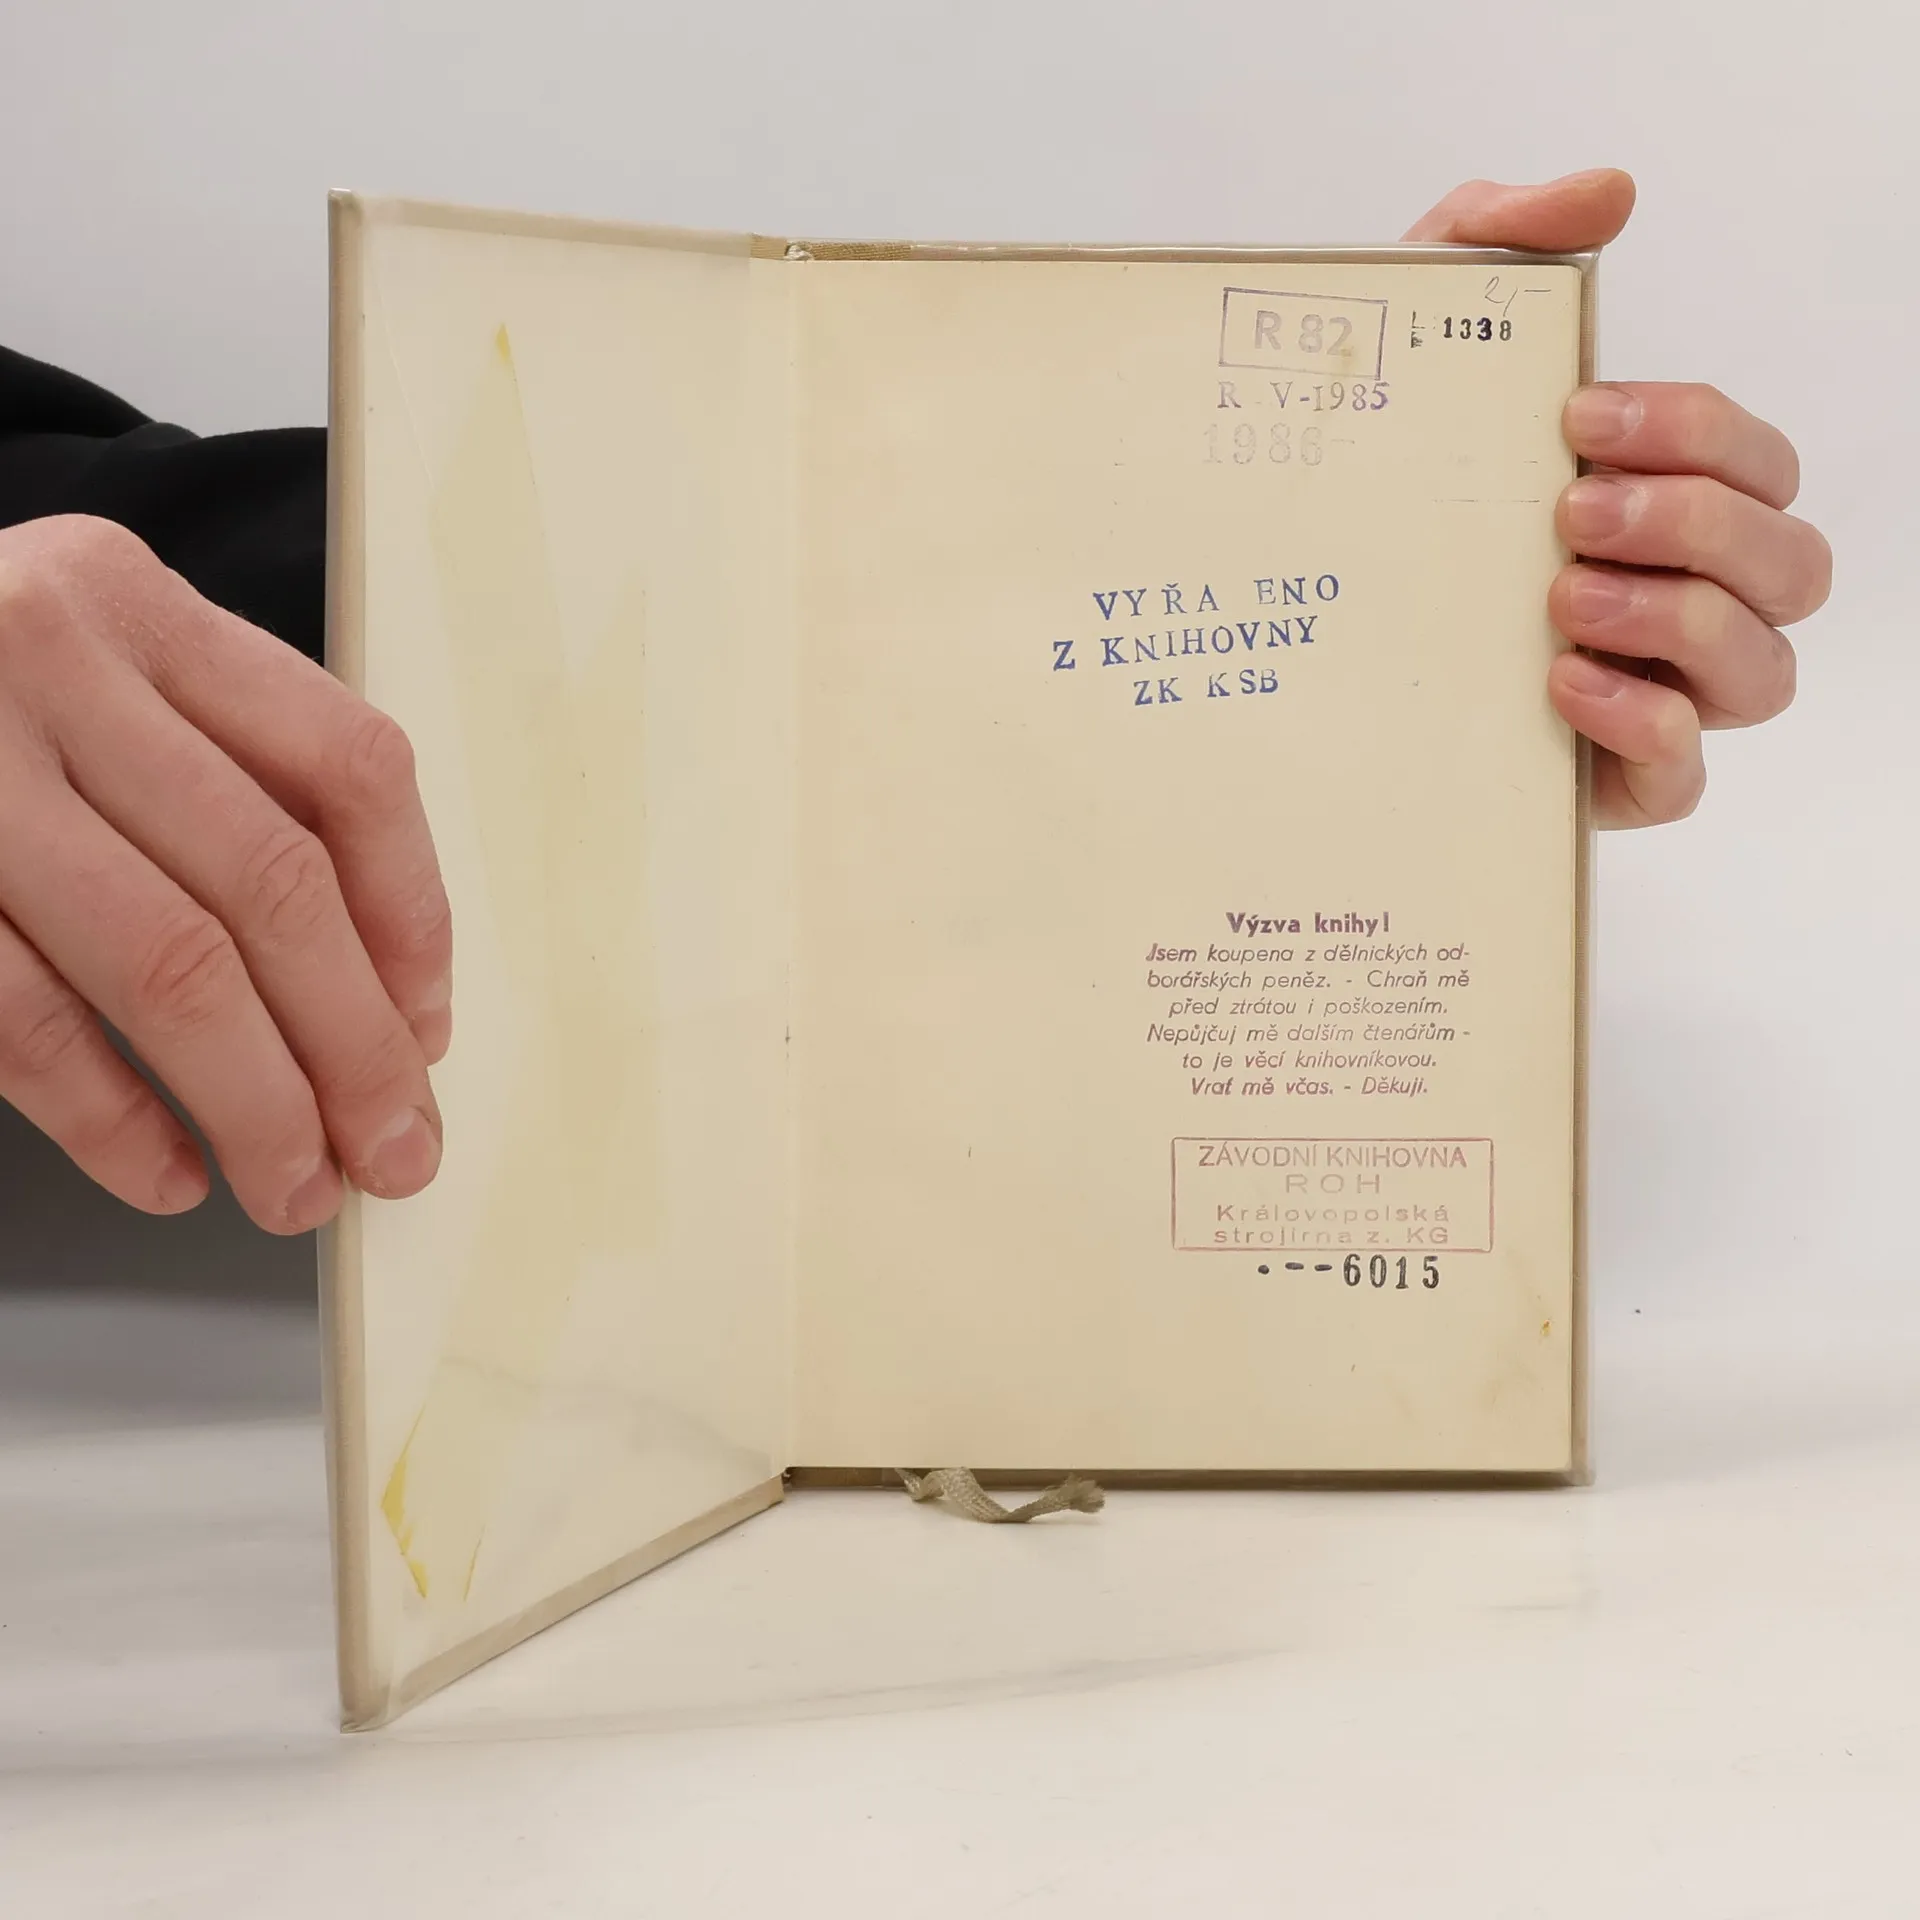 2,-
R 82
1338
R V-1985
1986-
VYŘA ENO
Z KNIHOVNY
ZK KSB
Výzva knihy!
Jsem koupena z dělnických od-
borářských peněz. - Chraň mě
před ztrátou i poškozením.
Nepůjčuj mě dalším čtenářům -
to je věcí knihovníkovou.
Vrať mě včas. - Děkuji.
ZÁVODNÍ KNIHOVNA
ROH
Královopolská
strojírna z. KG
6015